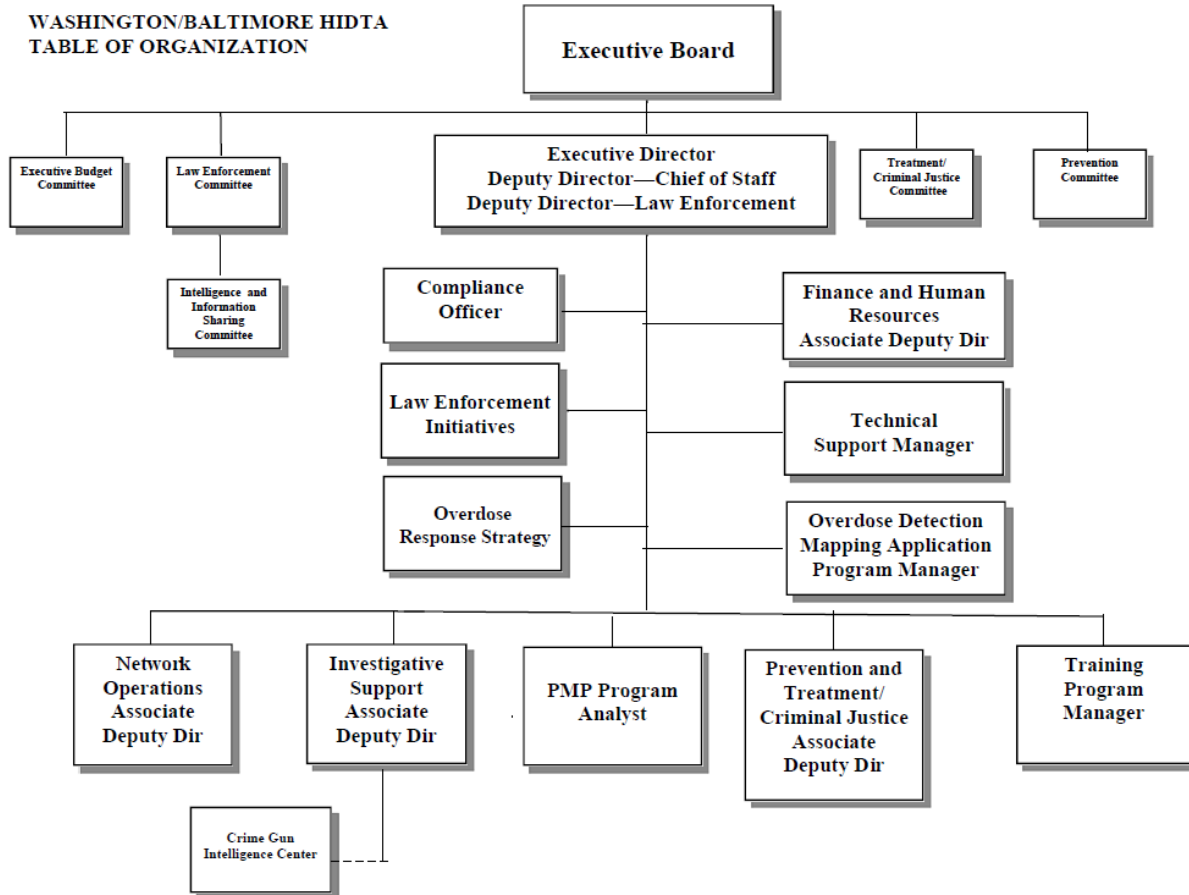 WASHINGTON/BALTIMORE HIDTA
TABLE OF ORGANIZATION
Executive Board
Executive Budget
Committee
Law Enforcement
Committee
Executive Director
Deputy Director—Chief of Staff
Deputy Director—Law Enforcement
Treatment/
Criminal Justice
Committee
Prevention
Committee
Intelligence and
Information
Sharing
Committee
Compliance
Officer
Finance and Human
Resources
Associate Deputy Dir
Law Enforcement
Initiatives
Technical
Support Manager
Overdose
Response Strategy
Overdose Detection
Mapping Application
Program Manager
Network
Operations
Associate
Deputy Dir
Investigative
Support
Associate
Deputy Dir
PMP Program
Analyst
Prevention and
Treatment/
Criminal Justice
Associate
Deputy Dir
Training
Program
Manager
Crime Gun
Intelligence Center